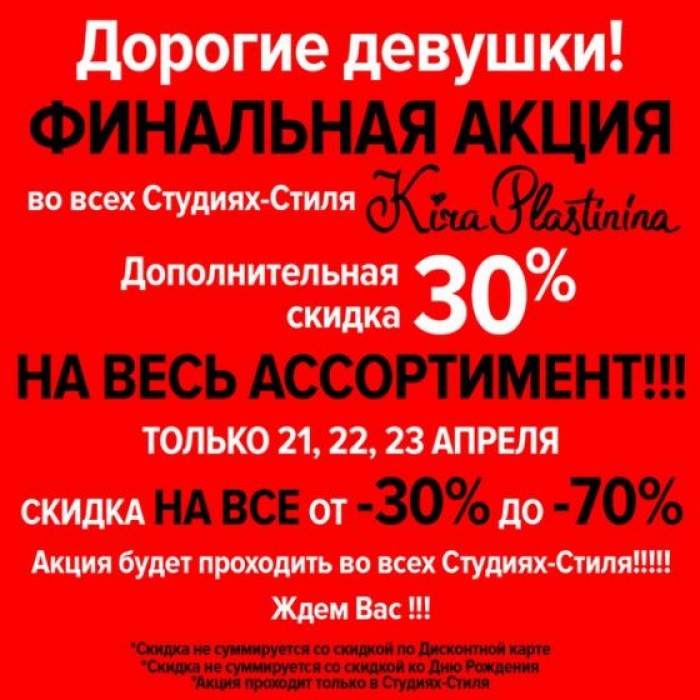 Дорогие девушки!
ФИНАЛЬНАЯ АКЦИЯ
во всех Студиях-Стиля Kira Plastinina
Дополнительная
скидка 30%
НА ВЕСЬ АССОРТИМЕНТ!!!
ТОЛЬКО 21, 22, 23 АПРЕЛЯ
СКИДКА НА ВСЕ ОТ -30% ДО -70%
Акция будет проходить во всех Студиях-Стиля!!!!!
Ждем Вас !!!
*Скидка не суммируется со скидкой по Дисконтной карте
*Скидка не суммируется со скидкой ко Дню Рождения
*Акция проходит только в Студиях-Стиля